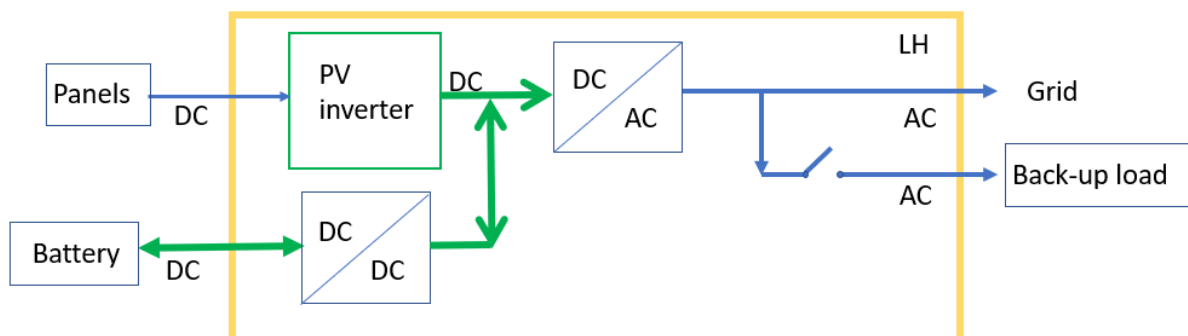 LH
PV
inverter
DC
DC
AC
Panels
DC
Grid
AC
Back-up load
AC
DC
DC
Battery
DC